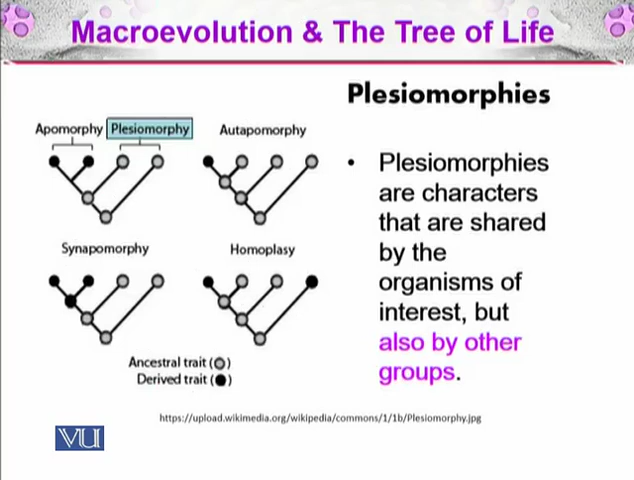 Macroevolution & The Tree of Life
Plesiomorphies
Apomorphy Plesiomorphy
Autapomorphy
Synapomorphy
Homoplasy
Ancestral trait (O)
Derived trait (●)
• Plesiomorphies
are characters
that are shared
by the
organisms of
interest, but
also by other
groups.
https://upload.wikimedia.org/wikipedia/commons/1/1b/Plesiomorphy.jpg
VU